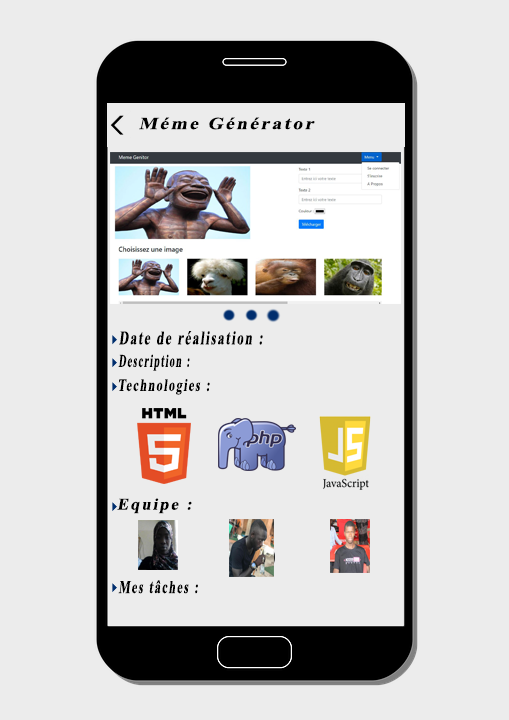 Méme Générator
Meme Genitor
Menu
Se connecter
S'inscrire
A Propos
Texte 1
Entrez ici votre texte
Texte 2
Entrez ici votre texte
Couleur
Télécharger
Choisissez une image
Date de réalisation :
Description :
Technologies :
HTML
5
php
JS
JavaScript
Equipe :
Mes tâches :